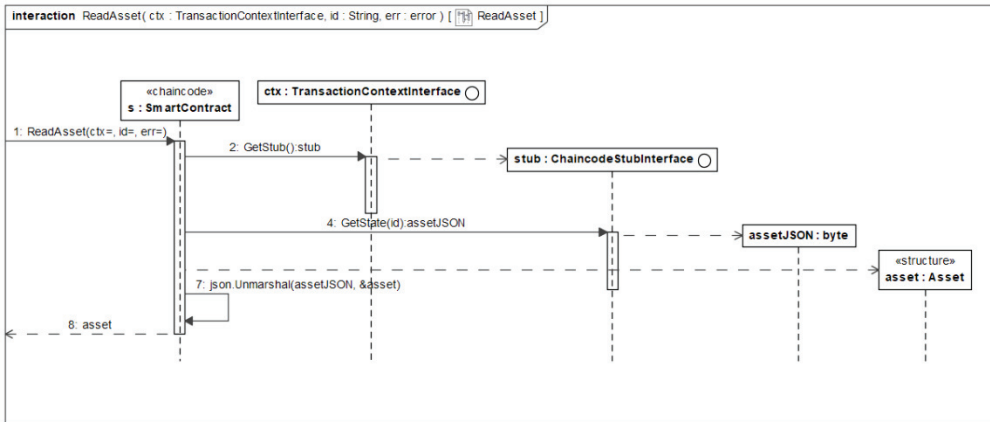 interaction ReadAsset( ctx : TransactionContextInterface, id : String, err : error ) [ ReadAsset ]
«chaincode»
s : SmartContract
ctx : TransactionContextInterface
1: ReadAsset(ctx=, id=, err=)
2: GetStub():stub
stub : ChaincodeStubInterface
4: GetState(id):assetJSON
assetJSON : byte
«structure»
asset : Asset
7: json.Unmarshal(assetJSON, &asset)
8: asset